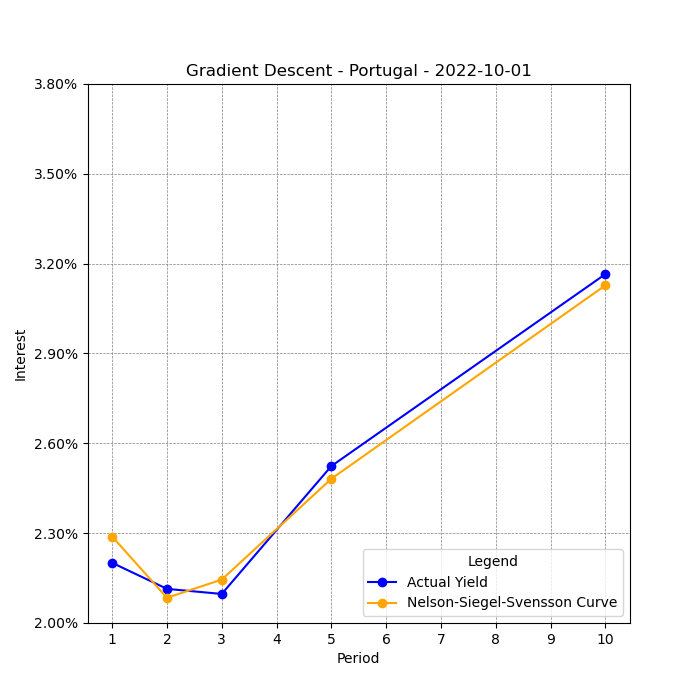 Gradient Descent - Portugal - 2022-10-01
3.80%
3.50%
3.20%
2.90%
2.60%
2.30%
2.00%
Interest
1 2 3 4 5 6 7 8 9 10
Period
Legend
Actual Yield
Nelson-Siegel-Svensson Curve